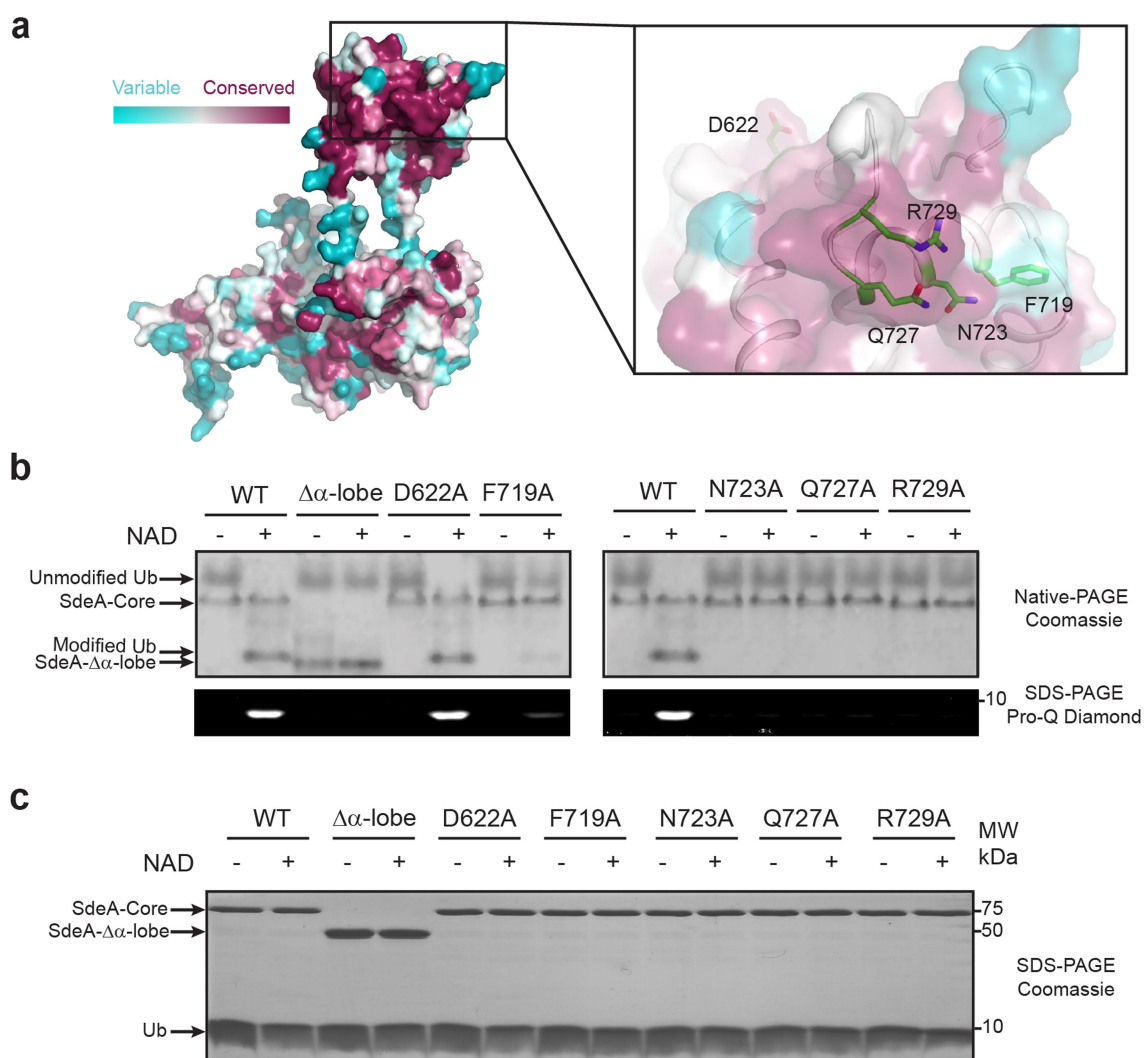 a
Variable Conserved
D622
R729
F719
Q727
N723
b
WT Δα-lobe D622A F719A
WT N723A Q727A R729A
NAD - + - + - + - +
- + - + - + - +
Unmodified Ub
SdeA-Core
Modified Ub
SdeA-Δα-lobe
Native-PAGE
Coomassie
10
SDS-PAGE
Pro-Q Diamond
c
WT Δα-lobe D622A F719A N723A Q727A R729A
MW
kDa
NAD - + - + - + - + - + - + - +
SdeA-Core
75
SdeA-Δα-lobe
50
SDS-PAGE
Coomassie
Ub
10